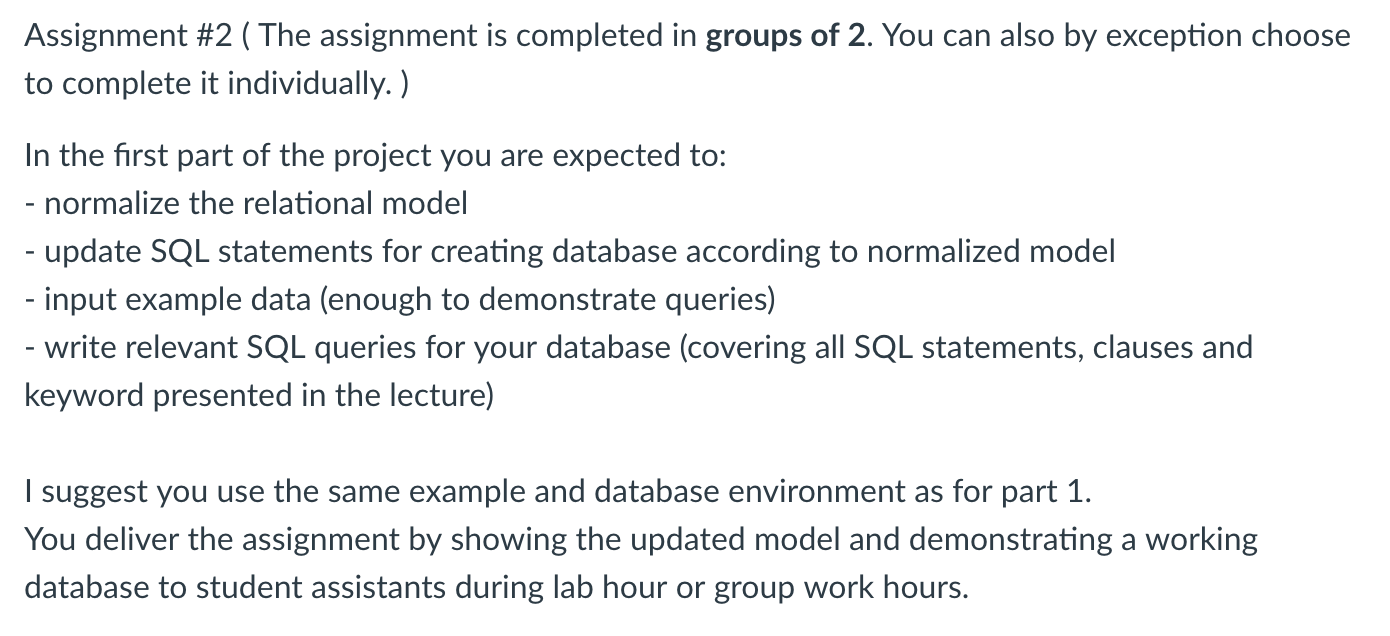 Assignment #2 ( The assignment is completed in groups of 2. You can also by exception choose
to complete it individually. )
In the first part of the project you are expected to:
- normalize the relational model
- update SQL statements for creating database according to normalized model
- input example data (enough to demonstrate queries)
- write relevant SQL queries for your database (covering all SQL statements, clauses and
keyword presented in the lecture)
I suggest you use the same example and database environment as for part 1.
You deliver the assignment by showing the updated model and demonstrating a working
database to student assistants during lab hour or group work hours.